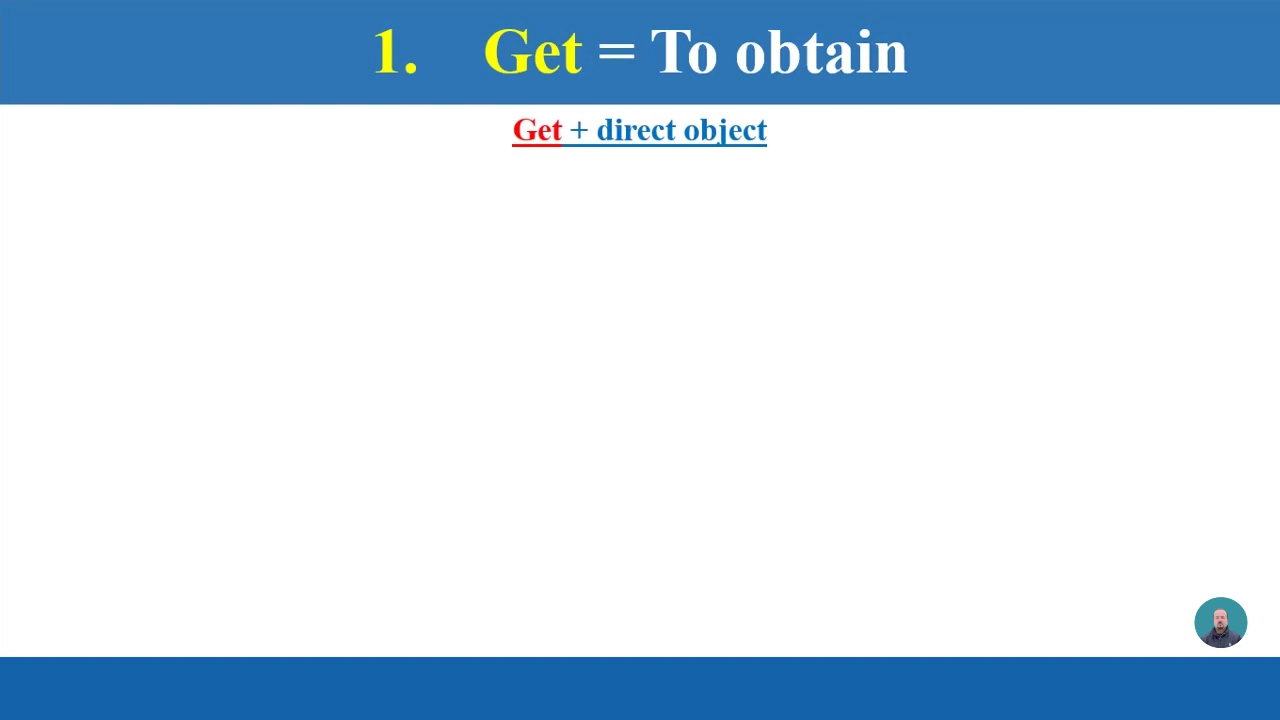 1. Get = To obtain
Get + direct object